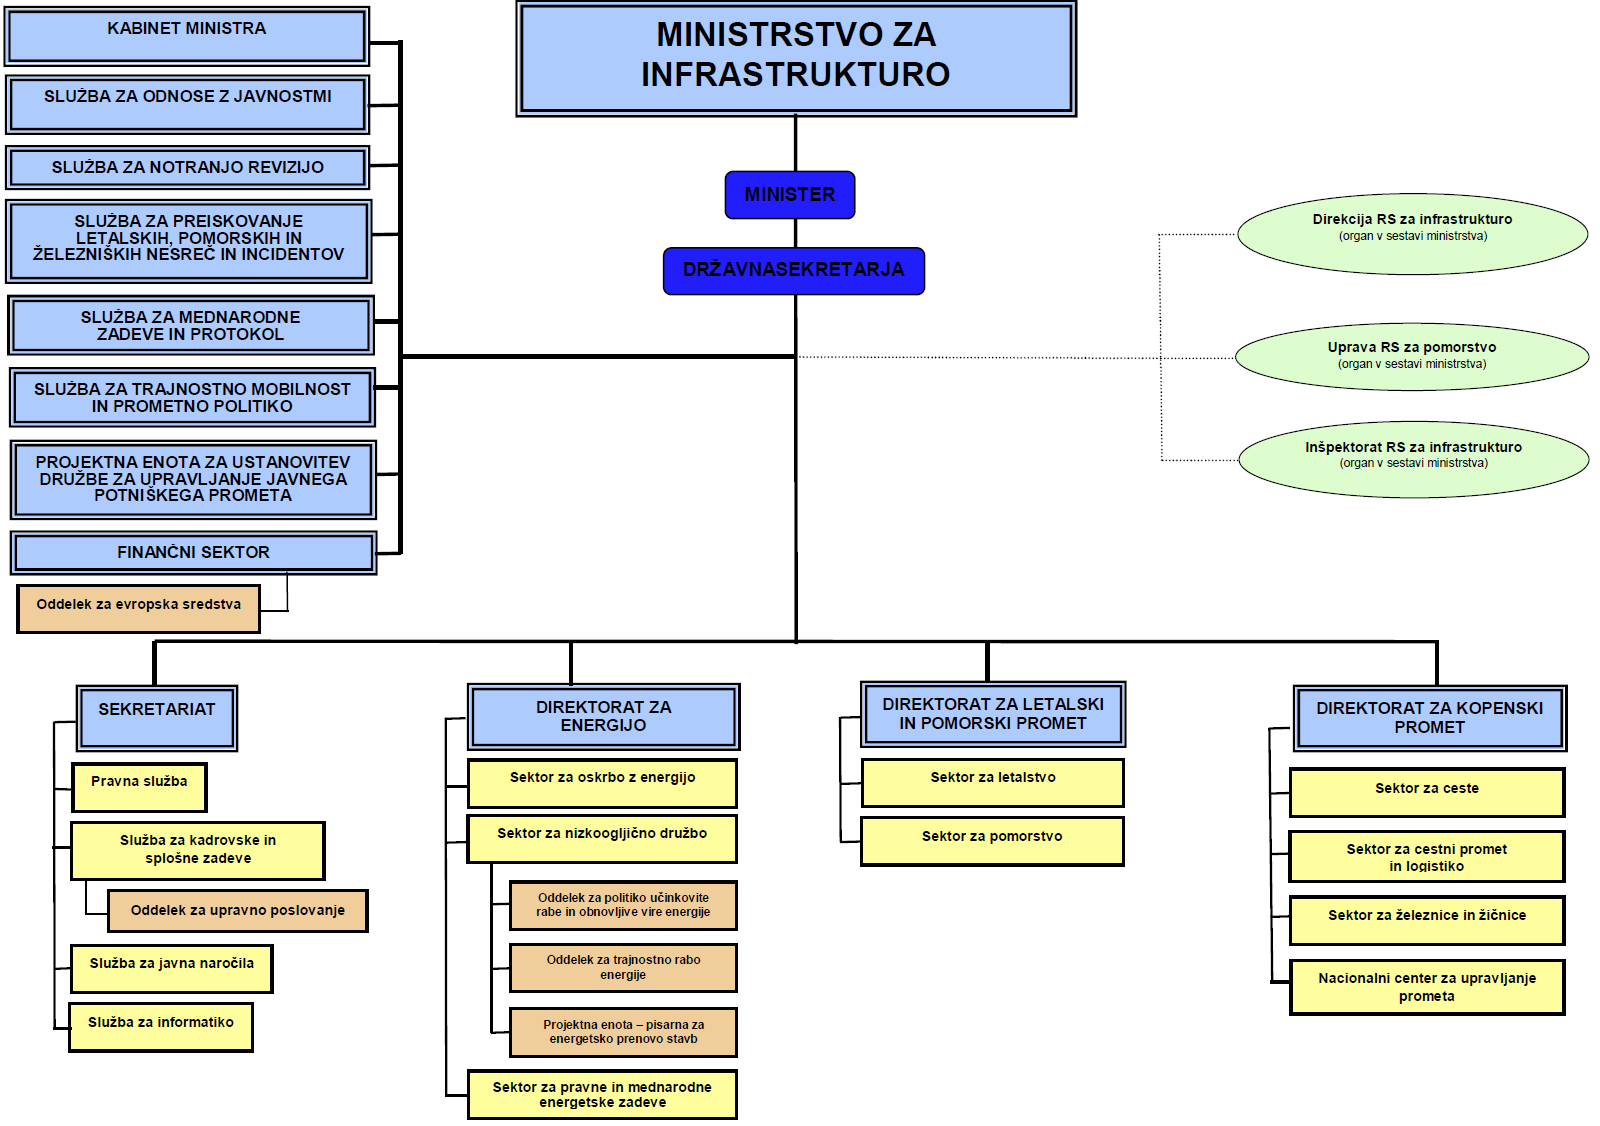 MINISTRSTVO ZA
INFRASTRUKTURO
MINISTER
DRŽAVNASEKRETARJA
KABINET MINISTRA
SLUŽBA ZA ODNOSE Z JAVNOSTMI
SLUŽBA ZA NOTRANJO REVIZIJO
SLUŽBA ZA PREISKOVANJE
LETALSKIH, POMORSKIH IN
ŽELEZNIŠKIH NESREČ IN INCIDENTOV
SLUŽBA ZA MEDNARODNE
ZADEVE IN PROTOKOL
SLUŽBA ZA TRAJNOSTNO MOBILNOST
IN PROMETNO POLITIKO
PROJEKTNA ENOTA ZA USTANOVITEV
DRUŽBE ZA UPRAVLJANJE JAVNEGA
POTNIŠKEGA PROMETA
FINANČNI SEKTOR
Oddelek za evropska sredstva
Direkcija RS za infrastrukturo
(organ v sestavi ministrstva)
Uprava RS za pomorstvo
(organ v sestavi ministrstva)
Inšpektorat RS za infrastrukturo
(organ v sestavi ministrstva)
SEKRETARIAT
Pravna služba
Služba za kadrovske in
splošne zadeve
Oddelek za upravno poslovanje
Služba za javna naročila
Služba za informatiko
DIREKTORAT ZA
ENERGIJO
Sektor za oskrbo z energijo
Sektor za nizkoogljično družbo
Oddelek za politiko učinkovite
rabe in obnovljive vire energije
Oddelek za trajnostno rabo
energije
Projektna enota – pisarna za
energetsko prenovo stavb
Sektor za pravne in mednarodne
energetske zadeve
DIREKTORAT ZA LETALSKI
IN POMORSKI PROMET
Sektor za letalstvo
Sektor za pomorstvo
DIREKTORAT ZA KOPENSKI
PROMET
Sektor za ceste
Sektor za cestni promet
in logistiko
Sektor za železnice in žičnice
Nacionalni center za upravljanje
prometa